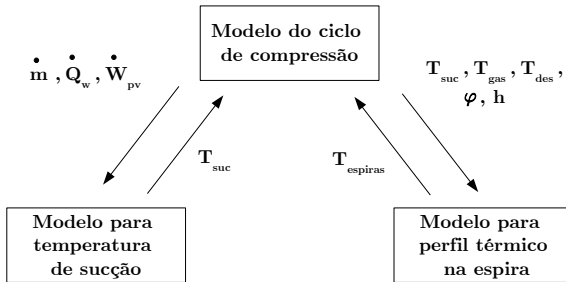 Modelo do ciclo
de compressão
ṁ , Q̇w , Ẇpv
Tsuc , Tgas , Tdes ,
φ, h
Tsuc
Tespiras
Modelo para
temperatura
de sucção
Modelo para
perfil térmico
na espira